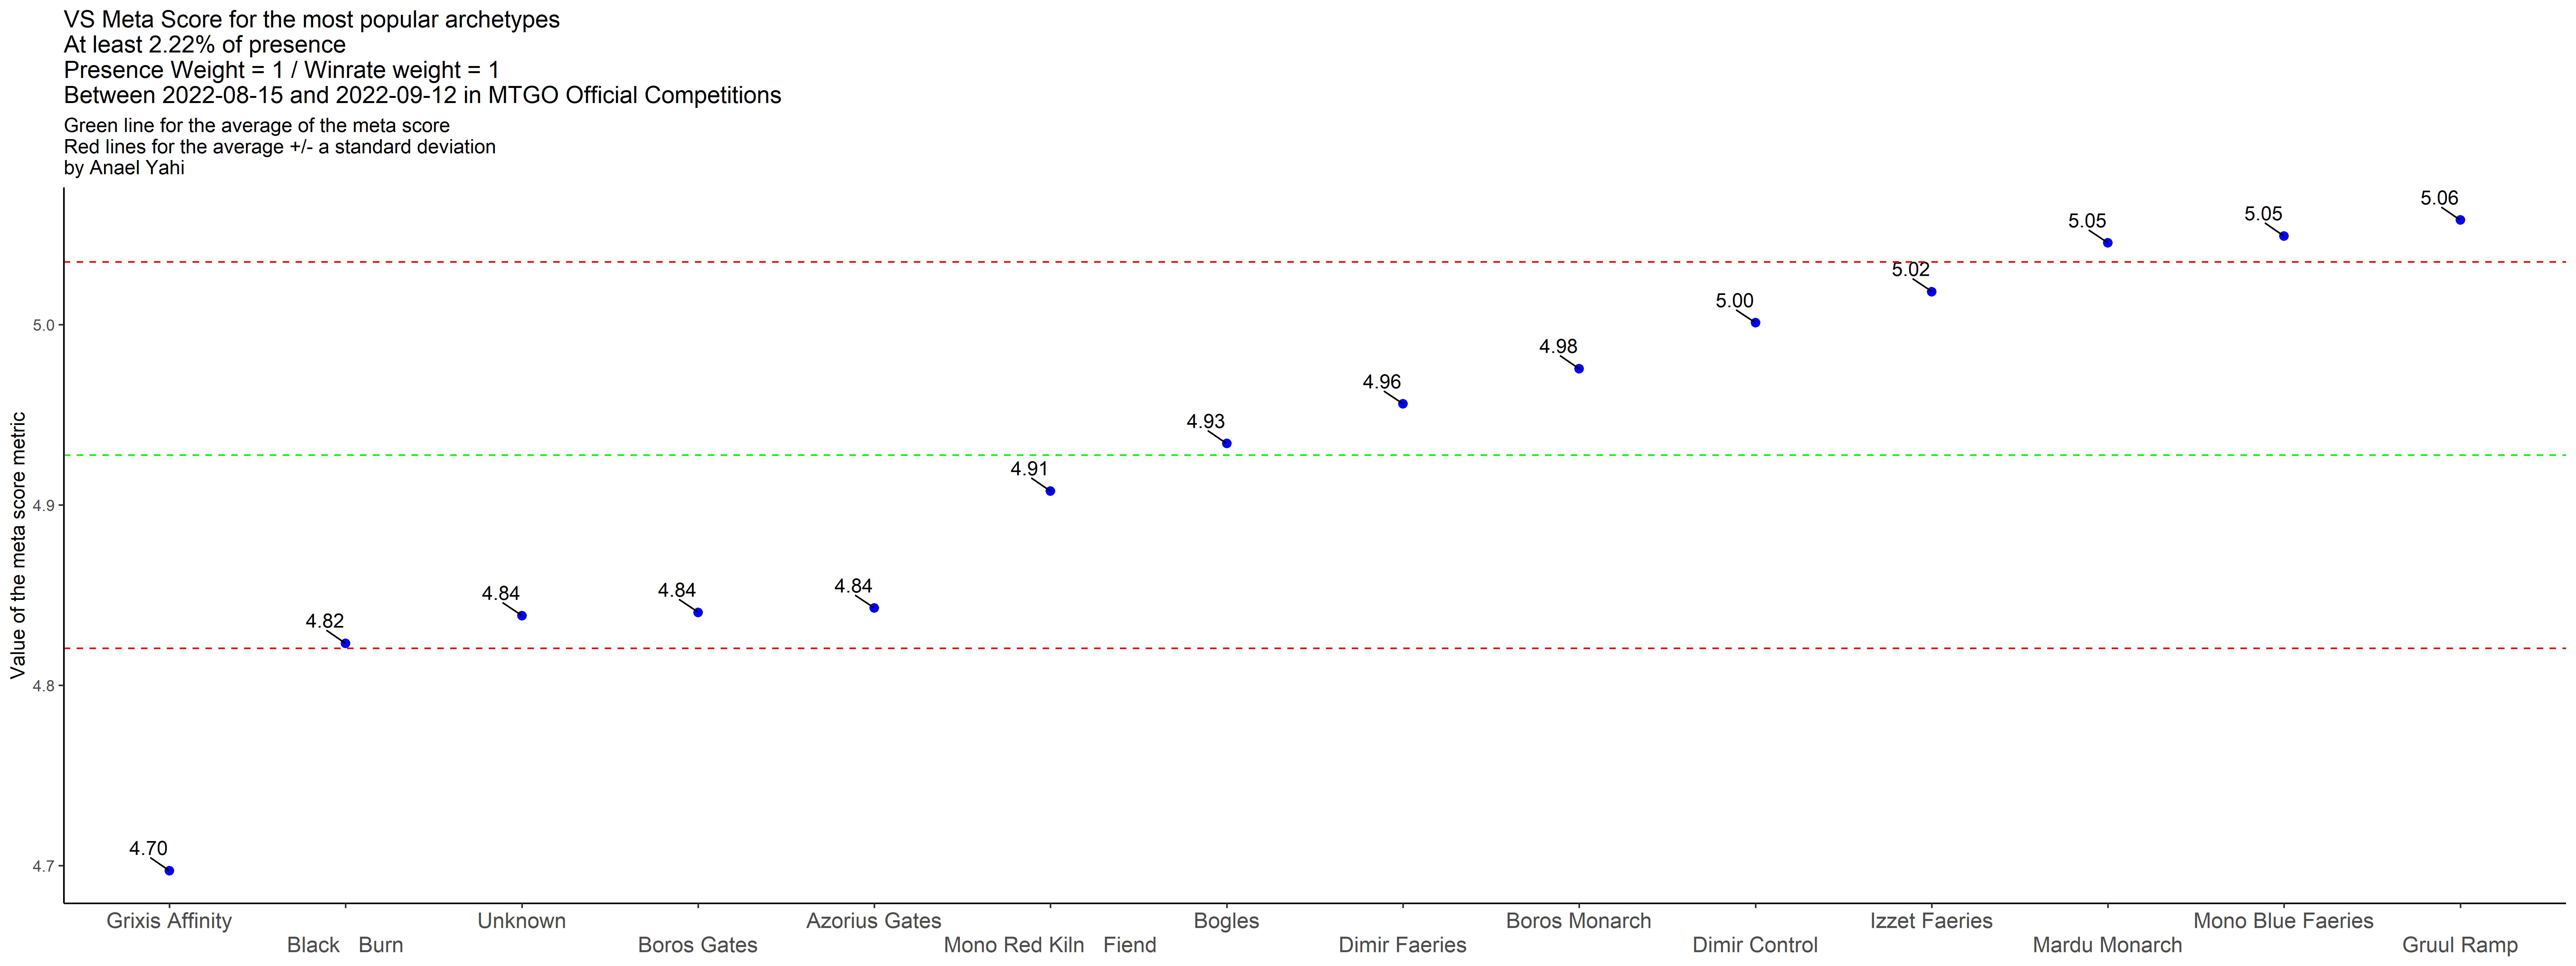 VS Meta Score for the most popular archetypes
At least 2.22% of presence
Presence Weight = 1 / Winrate weight = 1
Between 2022-08-15 and 2022-09-12 in MTGO Official Competitions
Green line for the average of the meta score
Red lines for the average +/- a standard deviation
by Anael Yahi
Value of the meta score metric
5.0
4.9
4.8
4.7
4.70
4.82
4.84
4.84
4.84
4.91
4.93
4.96
4.98
5.00
5.02
5.05
5.05
5.06
Grixis Affinity
Black Burn
Unknown
Boros Gates
Azorius Gates
Mono Red Kiln Fiend
Bogles
Dimir Faeries
Boros Monarch
Dimir Control
Izzet Faeries
Mardu Monarch
Mono Blue Faeries
Gruul Ramp